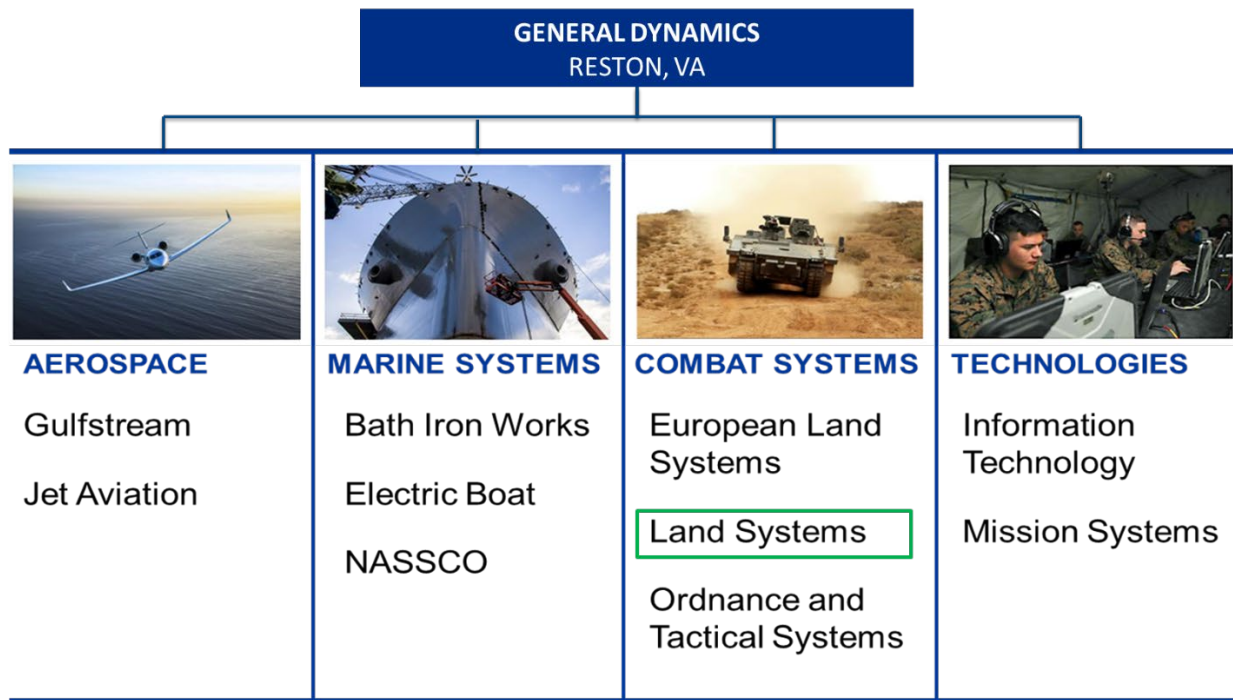 GENERAL DYNAMICS
RESTON, VA
AEROSPACE
Gulfstream
Jet Aviation
MARINE SYSTEMS
Bath Iron Works
Electric Boat
NASSCO
COMBAT SYSTEMS
European Land
Systems
Land Systems
Ordnance and
Tactical Systems
TECHNOLOGIES
Information
Technology
Mission Systems